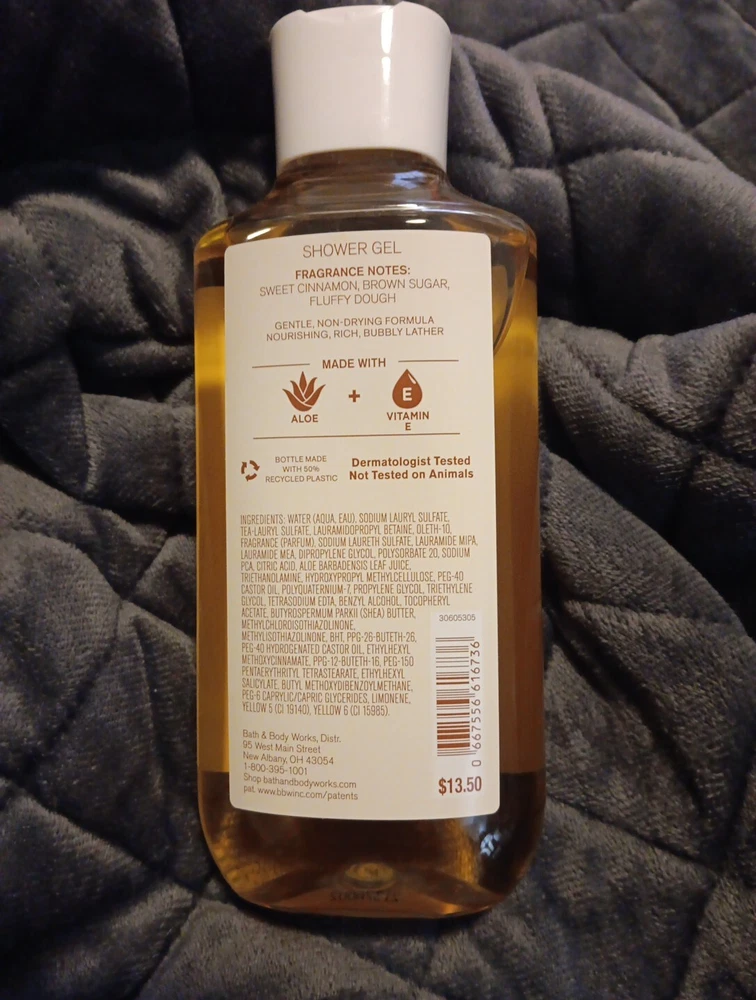 SHOWER GEL
FRAGRANCE NOTES:
SWEET CINNAMON, BROWN SUGAR,
FLUFFY DOUGH
GENTLE, NON-DRYING FORMULA
NOURISHING, RICH, BUBBLY LATHER
MADE WITH
ALOE
+
E
VITAMIN
E
BOTTLE MADE
WITH 50%
RECYCLED PLASTIC
Dermatologist Tested
Not Tested on Animals
INGREDIENTS: WATER (AQUA, EAU), SODIUM LAURYL SULFATE,
TEA-LAURYL SULFATE, LAURAMIDOPROPYL BETAINE, OLETH-10,
FRAGRANCE (PARFUM), SODIUM LAURETH SULFATE, LAURAMIDE MIPA,
LAURAMIDE MEA, DIPROPYLENE GLYCOL, POLYSORBATE 20, SODIUM
PCA, CITRIC ACID, ALOE BARBADENSIS LEAF JUICE,
TRIETHANOLAMINE, HYDROXYPROPYL METHYLCELLULOSE, PEG-40
CASTOR OIL, POLYQUATERNIUM-7, PROPYLENE GLYCOL, TRIETHYLENE
GLYCOL, TETRASODIUM EDTA, BENZYL ALCOHOL, TOCOPHERYL
ACETATE, BUTYROSPERMUM PARKII (SHEA) BUTTER,
METHYLCHLOROISOTHIAZOLINONE,
METHYLISOTHIAZOLINONE, BHT, PPG-26-BUTETH-26,
PEG-40 HYDROGENATED CASTOR OIL, ETHYLHEXYL
METHOXYCINNAMATE, PPG-12-BUTETH-16, PEG-150
PENTAERYTHRITYL TETRASTEARATE, ETHYLHEXYL
SALICYLATE, BUTYL METHOXYDIBENZOYLMETHANE,
PEG-6 CAPRYLIC/CAPRIC GLYCERIDES, LIMONENE,
YELLOW 5 (CI 19140), YELLOW 6 (CI 15985).
30605305
0 667556 616736
Bath & Body Works, Distr.
95 West Main Street
New Albany, OH 43054
1-800-395-1001
Shop bathandbodyworks.com
pat. www.bbwinc.com/patents
$13.50